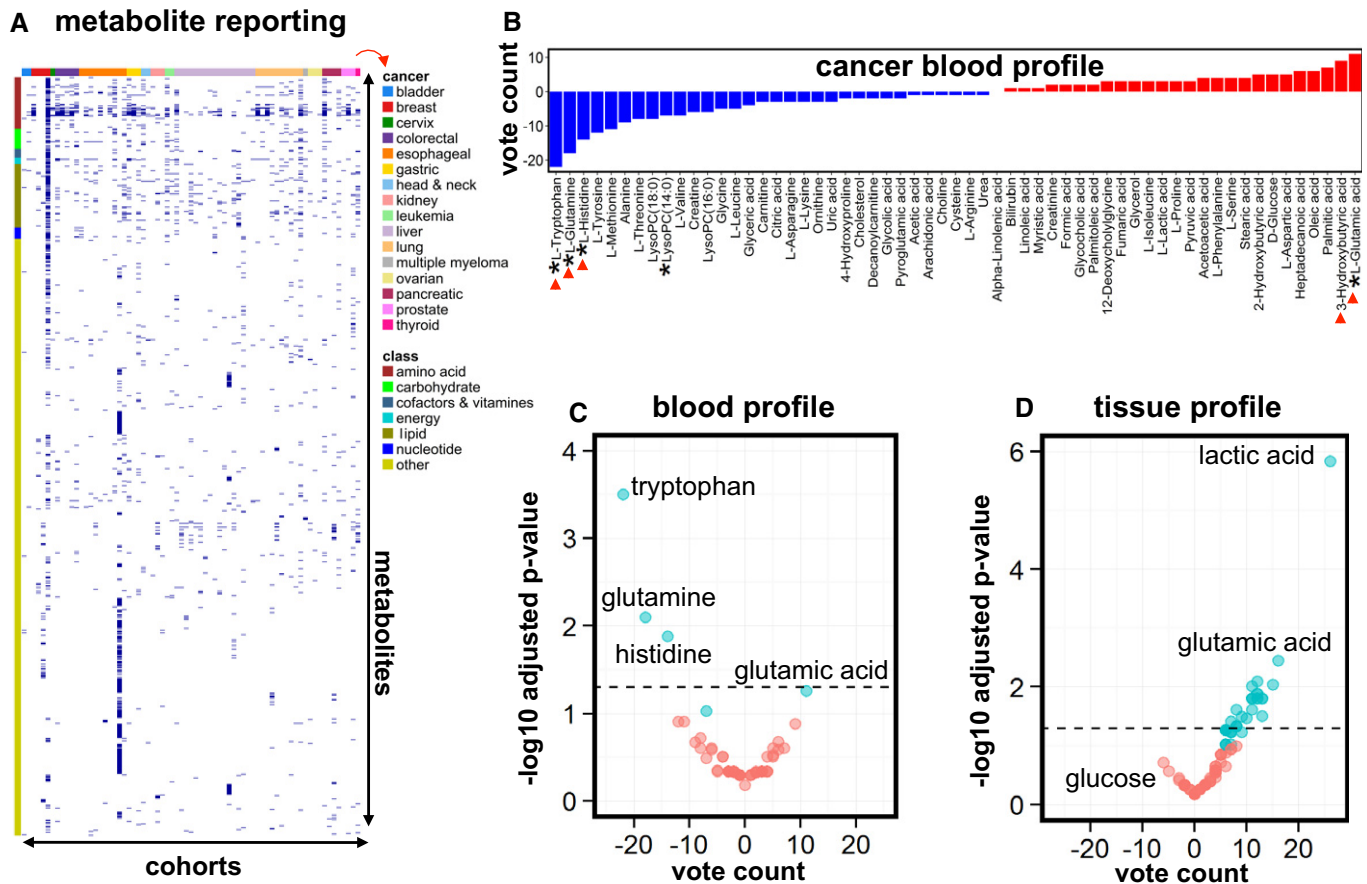 A metabolite reporting
cancer
bladder
breast
cervix
colorectal
esophageal
gastric
head & neck
kidney
leukemia
liver
lung
multiple myeloma
ovarian
pancreatic
prostate
thyroid
class
amino acid
carbohydrate
cofactors & vitamines
energy
lipid
nucleotide
other
metabolites
cohorts
B
cancer blood profile
vote count
10
0
-10
-20
*L-Tryptophan
*L-Glutamine
*L-Histidine
L-Tyrosine
L-Methionine
Alanine
L-Threonine
LysoPC(18:0)
*LysoPC(14:0)
L-Valine
Creatine
LysoPC(16:0)
Glycine
L-Leucine
Glyceric acid
Carnitine
Citric acid
L-Asparagine
L-Lysine
Ornithine
Uric acid
4-Hydroxyproline
Cholesterol
Decanoylcarnitine
Glycolic acid
Pyroglutamic acid
Acetic acid
Arachidonic acid
Choline
Cysteine
L-Arginine
Urea
Alpha-Linolenic acid
Bilirubin
Linoleic acid
Myristic acid
Creatinine
Formic acid
Glycocholic acid
Palmitoleic acid
12-Deoxycholylglycine
Fumaric acid
Glycerol
L-Isoleucine
L-Lactic acid
L-Proline
Pyruvic acid
Acetoacetic acid
L-Phenylalanine
L-Serine
Stearic acid
2-Hydroxybutyric acid
D-Glucose
L-Aspartic acid
Heptadecanoic acid
Oleic acid
Palmitic acid
3-Hydroxybutyric acid
*L-Glutamic acid
C blood profile
-log10 adjusted p-value
4
3
2
1
0
tryptophan
glutamine
histidine
glutamic acid
-20 -10 0 10 20
vote count
D tissue profile
-log10 adjusted p-value
6
4
2
0
lactic acid
glutamic acid
glucose
-20 -10 0 10 20
vote count